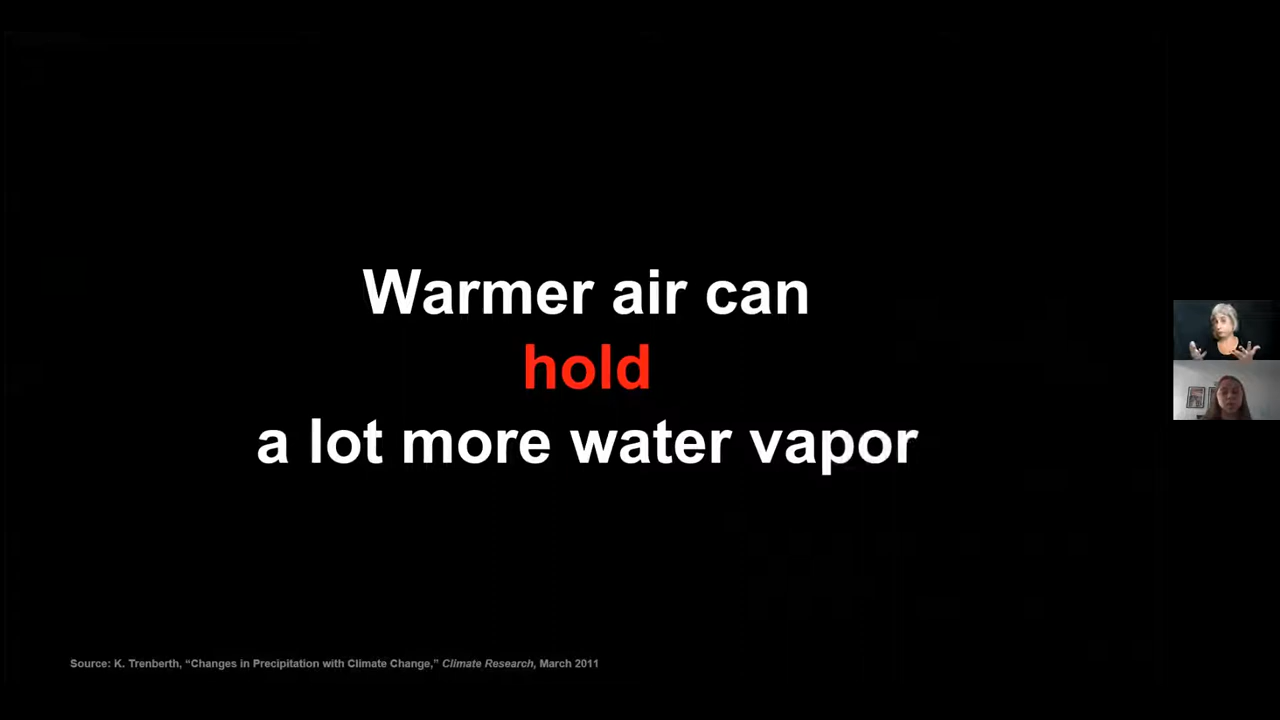 Warmer air can
hold
a lot more water vapor
Source: K. Trenberth, “Changes in Precipitation with Climate Change,” Climate Research, March 2011